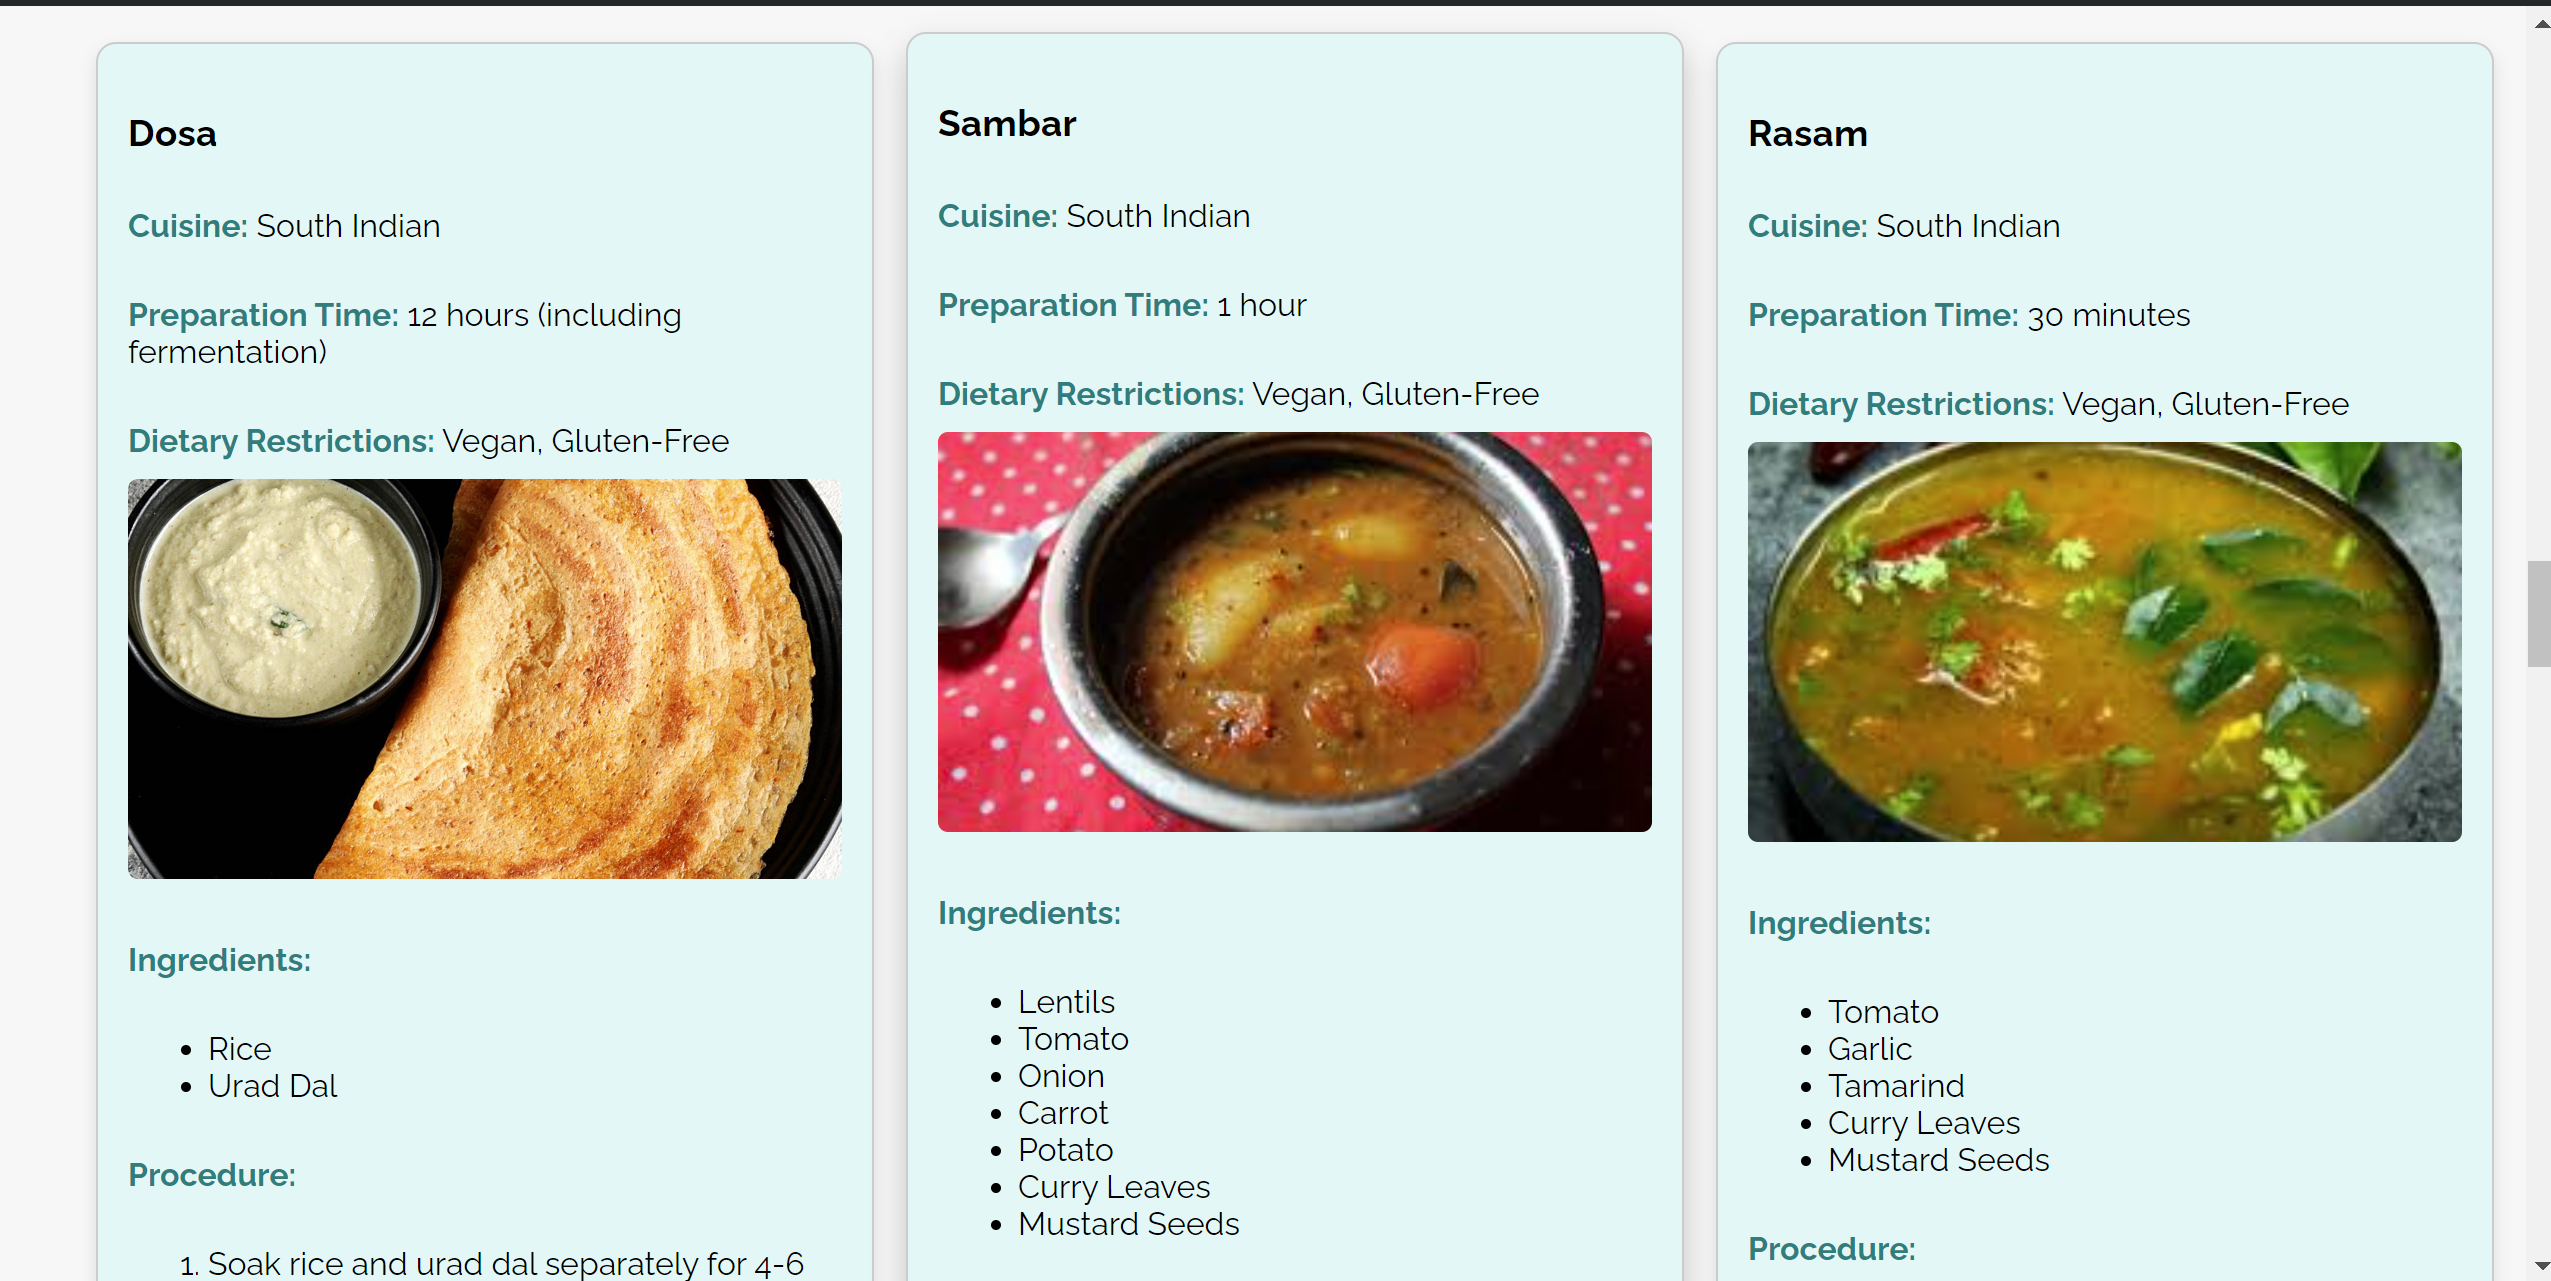 Dosa
Cuisine: South Indian
Preparation Time: 12 hours (including
fermentation)
Dietary Restrictions: Vegan, Gluten-Free
Ingredients:
Rice
Urad Dal
Procedure:
1. Soak rice and urad dal separately for 4-6
Sambar
Cuisine: South Indian
Preparation Time: 1 hour
Dietary Restrictions: Vegan, Gluten-Free
Ingredients:
Lentils
Tomato
Onion
Carrot
Potato
Curry Leaves
Mustard Seeds
Rasam
Cuisine: South Indian
Preparation Time: 30 minutes
Dietary Restrictions: Vegan, Gluten-Free
Ingredients:
Tomato
Garlic
Tamarind
Curry Leaves
Mustard Seeds
Procedure: